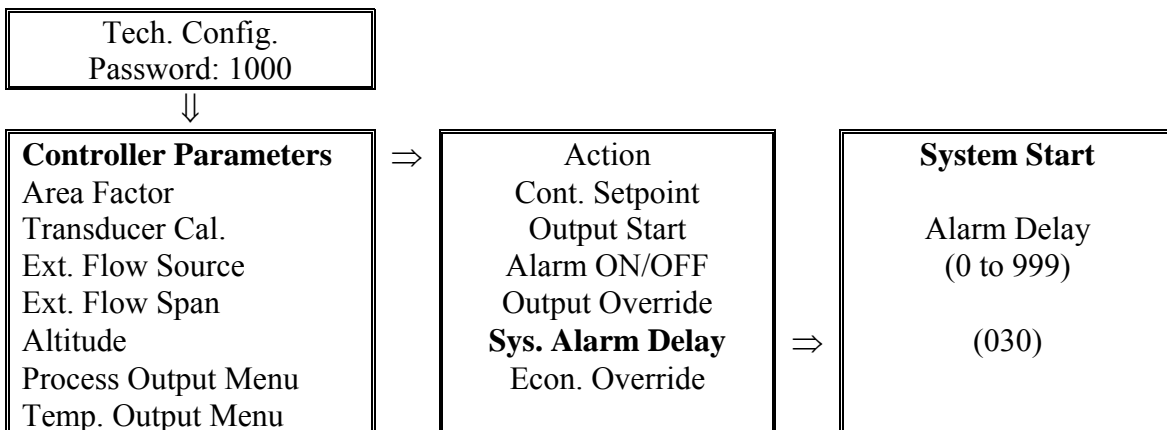 Tech. Config.
Password: 1000
⇓
Controller Parameters
Area Factor
Transducer Cal.
Ext. Flow Source
Ext. Flow Span
Altitude
Process Output Menu
Temp. Output Menu
⇒
Action
Cont. Setpoint
Output Start
Alarm ON/OFF
Output Override
Sys. Alarm Delay
Econ. Override
⇒
System Start
Alarm Delay
(0 to 999)
(030)